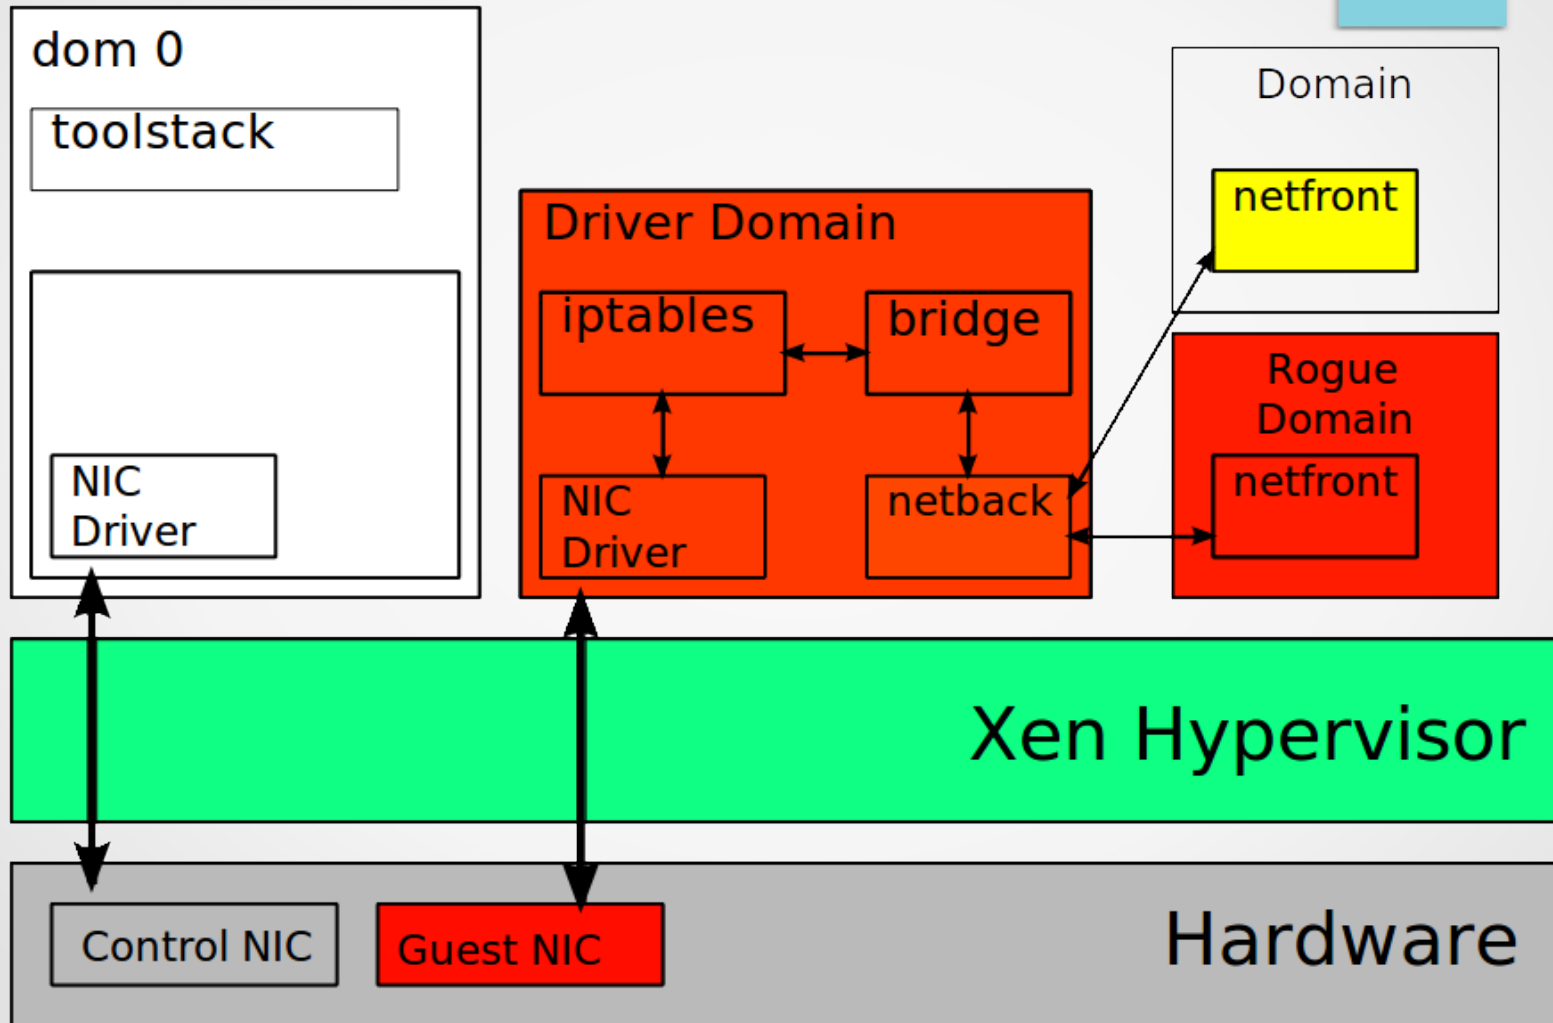 dom 0
toolstack
NIC
Driver
Driver Domain
iptables
bridge
NIC
Driver
netback
Domain
netfront
Rogue
Domain
netfront
Xen Hypervisor
Control NIC
Guest NIC
Hardware